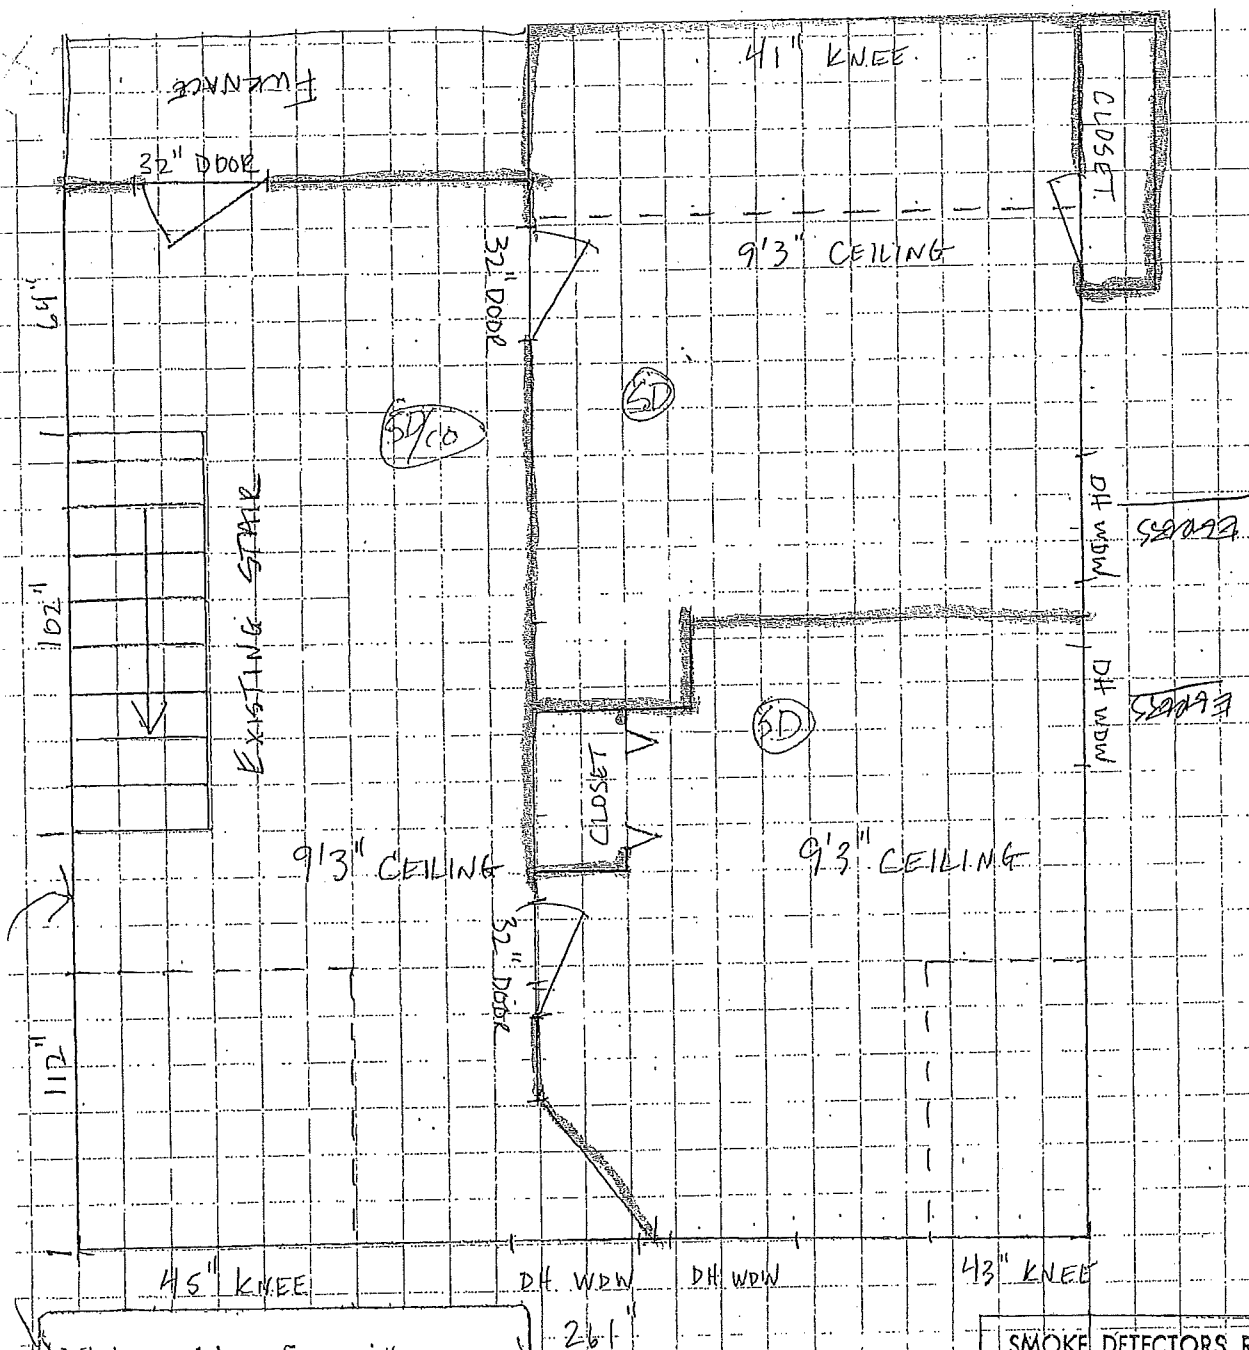 FURNACE
41" KNEE
CLOSET
32" DOOR
9'3" CEILING
32" DOOR
64"
SD
SD/CO
DH WDW
EGRESS
EXISTING STAIR
102"
DH WDW
EGRESS
SD
CLOSET
9'3" CEILING
9'3" CEILING
32" DOOR
112"
45" KNEE
DH WDW
DH WDW
43" KNEE
261"
SMOKE DETECTORS